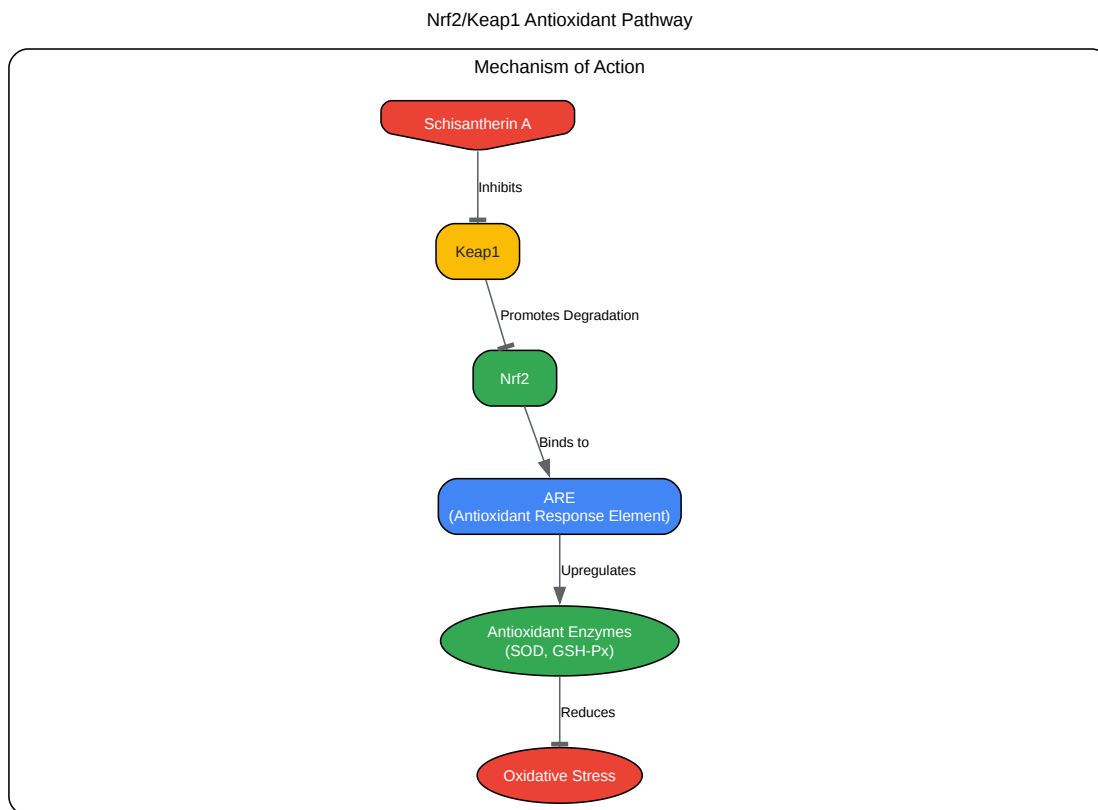 Nrf2/Keap1 Antioxidant Pathway
Mechanism of Action
Schisantherin A
Inhibits
Keap1
Promotes Degradation
Nrf2
Binds to
ARE
(Antioxidant Response Element)
Upregulates
Antioxidant Enzymes
(SOD, GSH-Px)
Reduces
Oxidative Stress